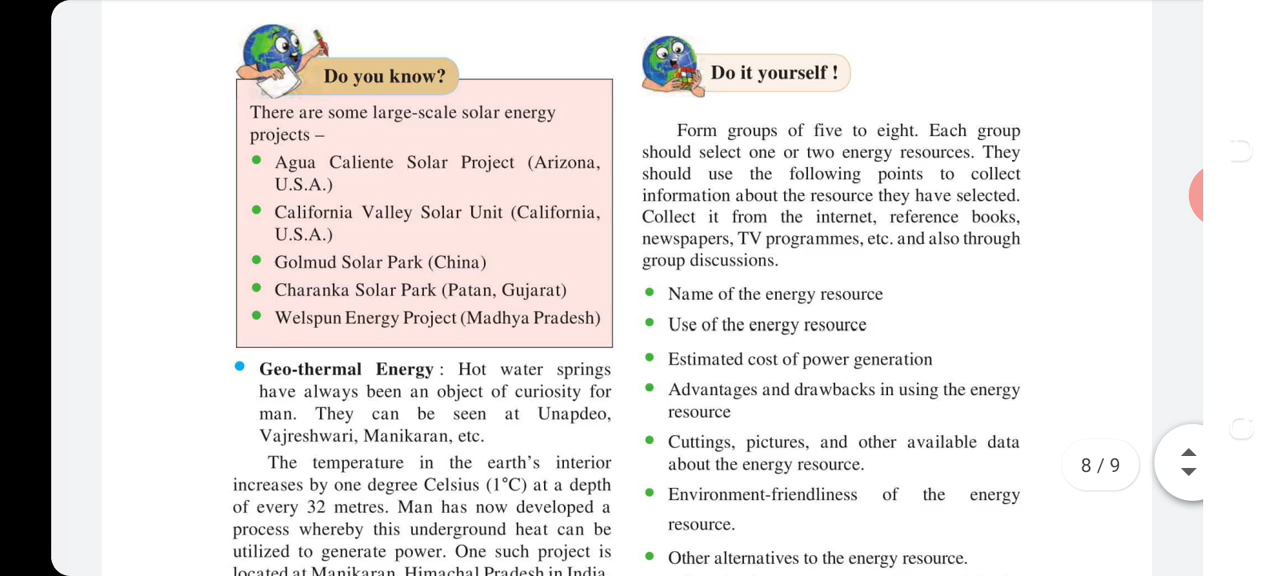 Do you know?
There are some large-scale solar energy
projects –
• Agua Caliente Solar Project (Arizona,
U.S.A.)
• California Valley Solar Unit (California,
U.S.A.)
• Golmud Solar Park (China)
• Charanka Solar Park (Patan, Gujarat)
• Welspun Energy Project (Madhya Pradesh)
• Geo-thermal Energy : Hot water springs
have always been an object of curiosity for
man. They can be seen at Unapdeo,
Vajreshwari, Manikaran, etc.
The temperature in the earth’s interior
increases by one degree Celsius (1°C) at a depth
of every 32 metres. Man has now developed a
process whereby this underground heat can be
utilized to generate power. One such project is
located at Manikaran, Himachal Pradesh in India.
Do it yourself !
Form groups of five to eight. Each group
should select one or two energy resources. They
should use the following points to collect
information about the resource they have selected.
Collect it from the internet, reference books,
newspapers, TV programmes, etc. and also through
group discussions.
• Name of the energy resource
• Use of the energy resource
• Estimated cost of power generation
• Advantages and drawbacks in using the energy
resource
• Cuttings, pictures, and other available data
about the energy resource.
• Environment-friendliness of the energy
resource.
• Other alternatives to the energy resource.
8 / 9